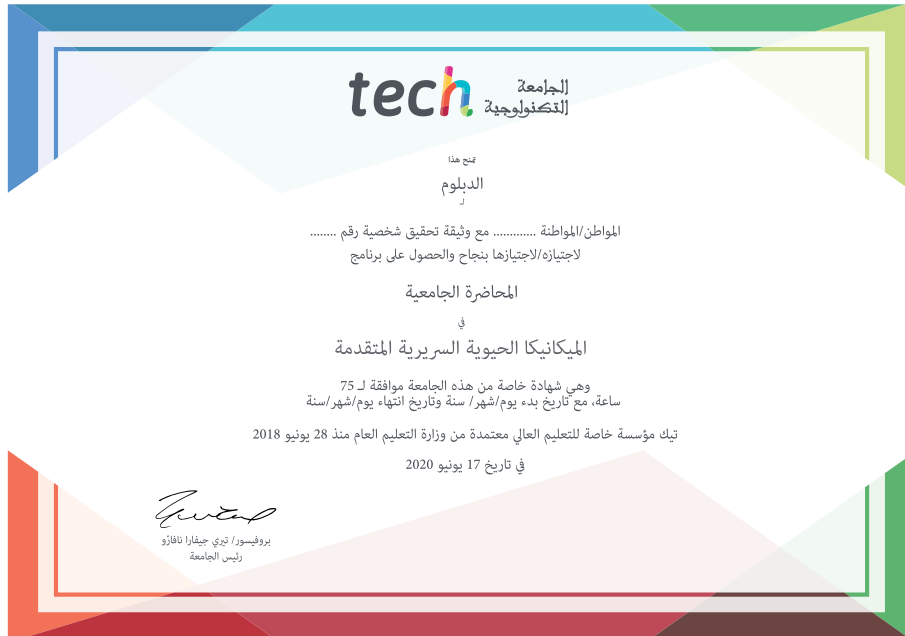 tech الجامعة
التكنولوجية
تمنح هذا
الدبلوم
لـ
المواطن/المواطنة ............. مع وثيقة تحقيق شخصية رقم ........
لاجتيازه/لاجتيازها بنجاح والحصول على برنامج
المحاضرة الجامعية
في
الميكانيكا الحيوية السريرية المتقدمة
وهي شهادة خاصة من هذه الجامعة موافقة لـ 75
ساعة، مع تاريخ بدء يوم/شهر/ سنة وتاريخ انتهاء يوم/شهر/سنة
تيك مؤسسة خاصة للتعليم العالي معتمدة من وزارة التعليم العام منذ 28 يونيو 2018
في تاريخ 17 يونيو 2020
بروفيسور/ تيري جيفارا نافارُو
رئيس الجامعة